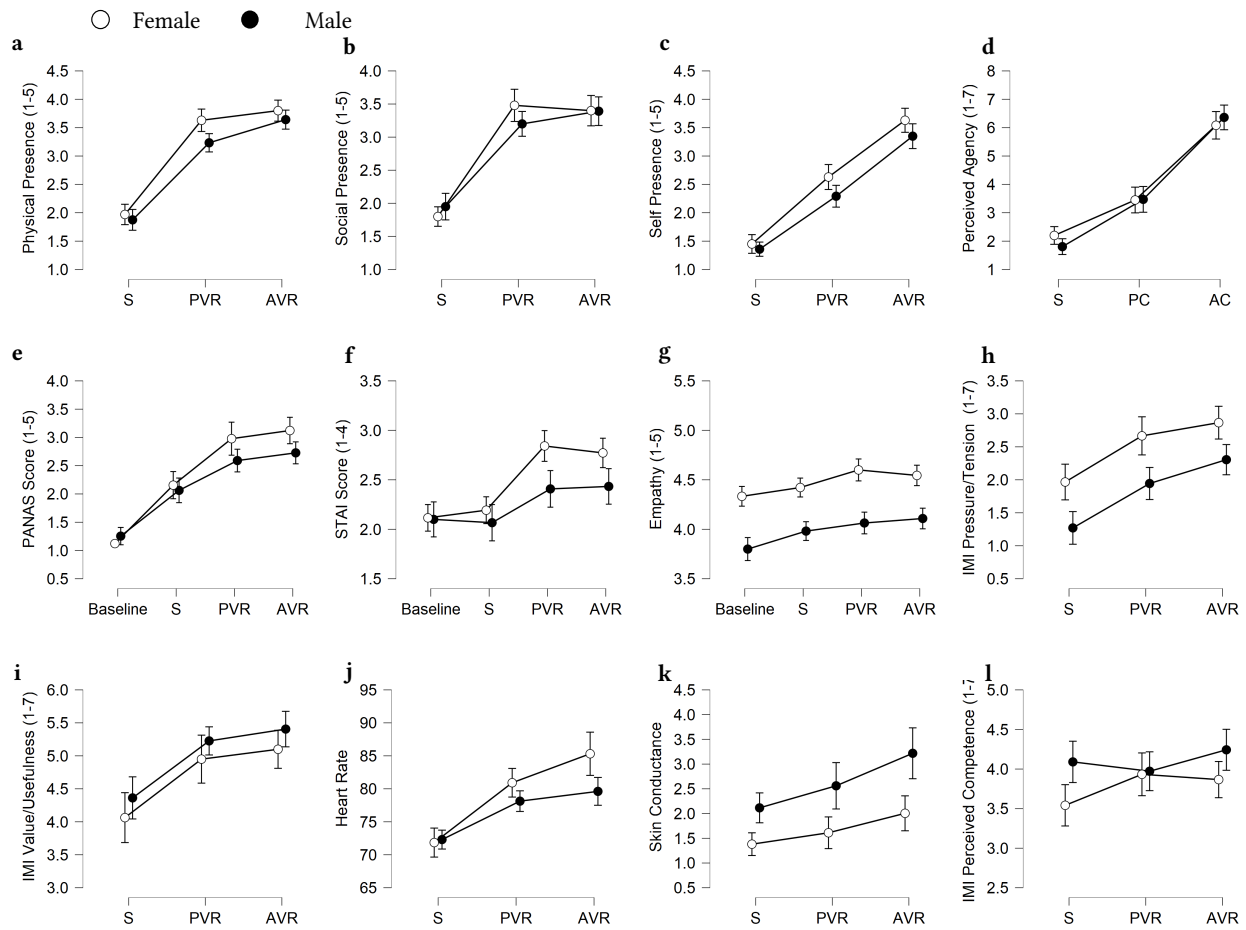 Female Male
a
Physical Presence (1-5)
4.5
4.0
3.5
3.0
2.5
2.0
1.5
1.0
S PVR AVR
b
Social Presence (1-5)
4.0
3.5
3.0
2.5
2.0
1.5
1.0
S PVR AVR
c
Self Presence (1-5)
4.5
4.0
3.5
3.0
2.5
2.0
1.5
1.0
S PVR AVR
d
Perceived Agency (1-7)
8
7
6
5
4
3
2
1
S PC AC
e
PANAS Score (1-5)
4.0
3.5
3.0
2.5
2.0
1.5
1.0
0.5
Baseline S PVR AVR
f
STAI Score (1-4)
3.5
3.0
2.5
2.0
1.5
Baseline S PVR AVR
g
Empathy (1-5)
5.5
5.0
4.5
4.0
3.5
Baseline S PVR AVR
h
IMI Pressure/Tension (1-7)
3.5
3.0
2.5
2.0
1.5
1.0
0.5
S PVR AVR
i
IMI Value/Usefulness (1-7)
6.0
5.5
5.0
4.5
4.0
3.5
3.0
S PVR AVR
j
Heart Rate
95
90
85
80
75
70
65
S PVR AVR
k
Skin Conductance
4.5
4.0
3.5
3.0
2.5
2.0
1.5
1.0
0.5
S PVR AVR
l
IMI Perceived Competence (1-7
5.0
4.5
4.0
3.5
3.0
2.5
S PVR AVR